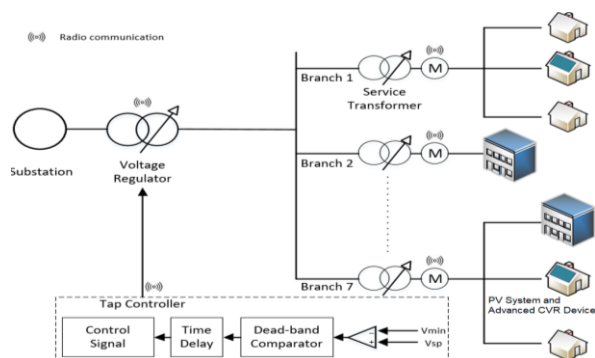 Radio communication
Branch 1
M
Service
Transformer
Substation
Voltage
Regulator
Branch 2
M
Branch 7
M
PV System and
Advanced CVR Device
Tap Controller
Control
Signal
Time
Delay
Dead-band
Comparator
Vmin
Vsp